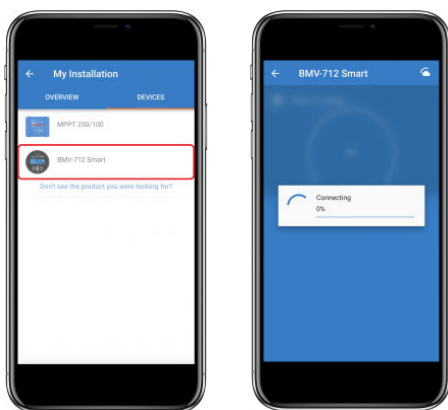 My Installation
OVERVIEW
DEVICES
MPPT 250/100
BMV-712 Smart
Don't see the product you were looking for?
BMV-712 Smart
Connecting
0%